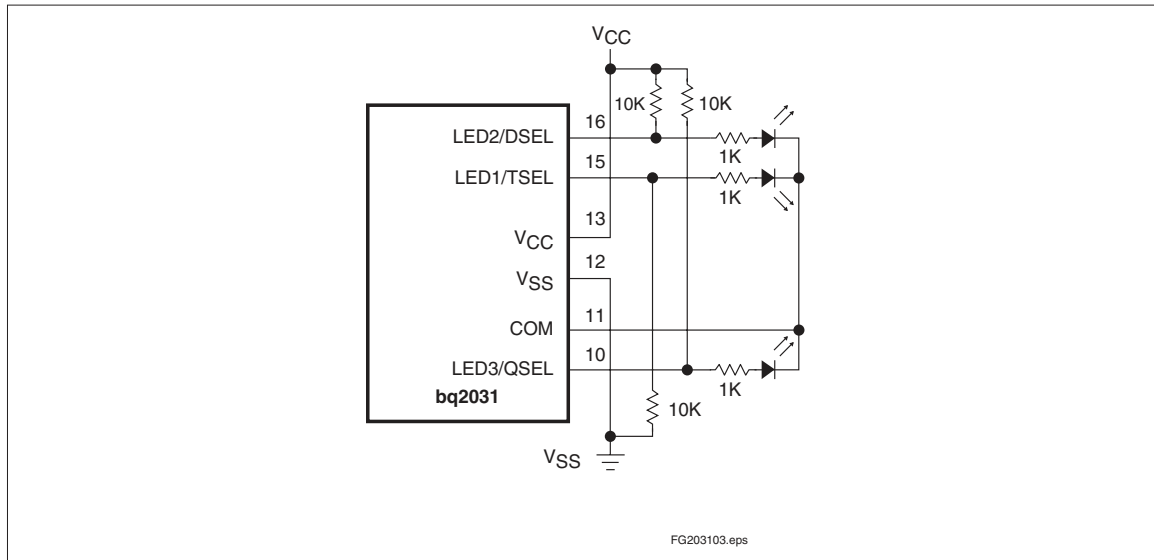 VCC
10K 10K
16
LED2/DSEL
1K
15
LED1/TSEL
1K
13
VCC
12
VSS
11
COM
10
LED3/QSEL
1K
bq2031
10K
VSS
FG203103.eps